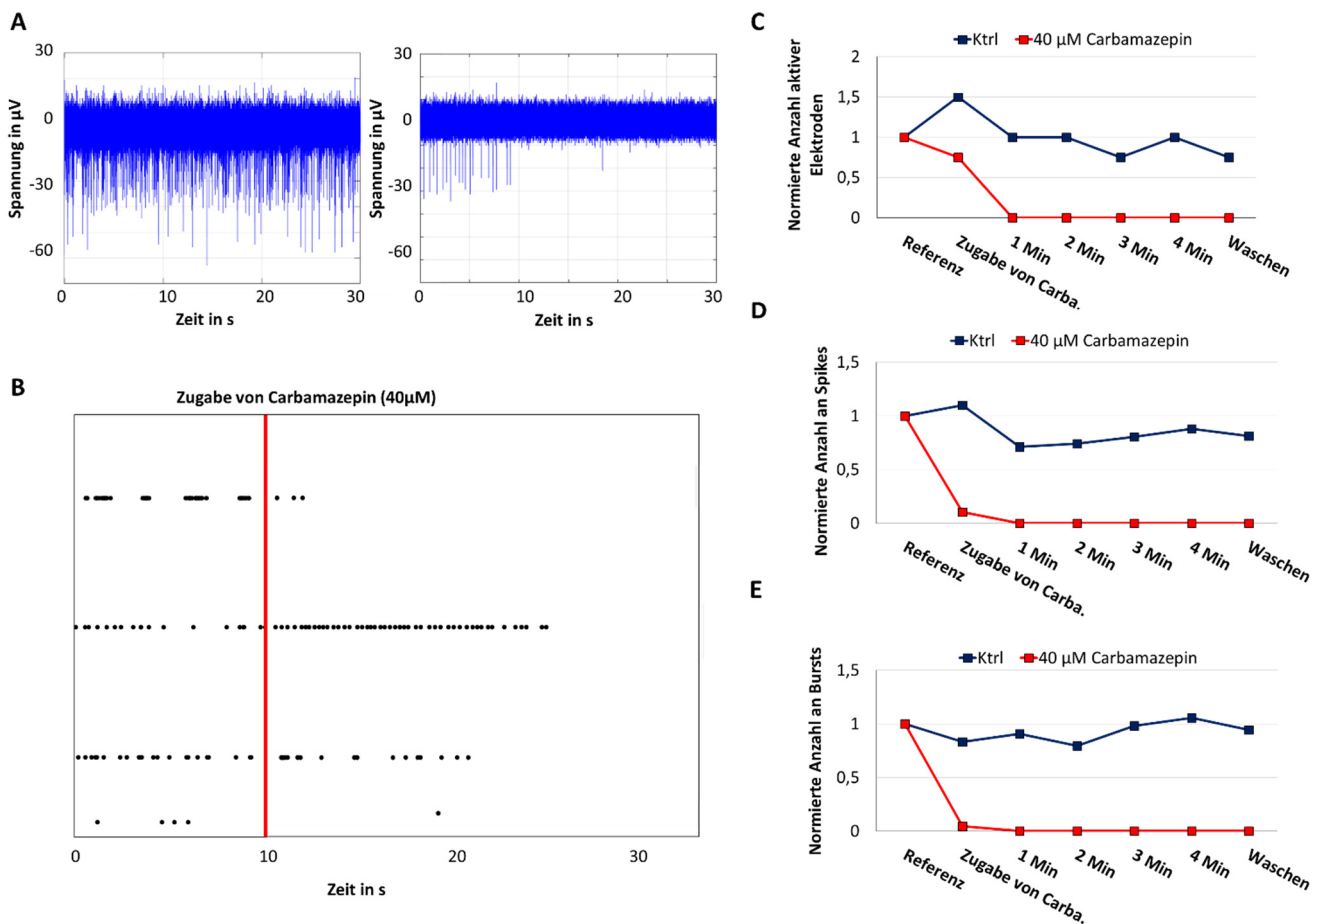 A
30
0
-30
-60
Spannung in µV
0 10 20 30
Zeit in s
30
0
-30
-60
Spannung in µV
0 10 20 30
Zeit in s
B
Zugabe von Carbamazepin (40µM)
0 10 20 30
Zeit in s
C
Ktrl 40 µM Carbamazepin
Normierte Anzahl aktiver
Elektroden
2
1,5
1
0,5
0
Referenz
Zugabe von Carba.
1 Min
2 Min
3 Min
4 Min
Waschen
D
Ktrl 40 µM Carbamazepin
Normierte Anzahl an Spikes
1,5
1
0,5
0
Referenz
Zugabe von Carba.
1 Min
2 Min
3 Min
4 Min
Waschen
E
Ktrl 40 µM Carbamazepin
Normierte Anzahl an Bursts
1,5
1
0,5
0
Referenz
Zugabe von Carba.
1 Min
2 Min
3 Min
4 Min
Waschen